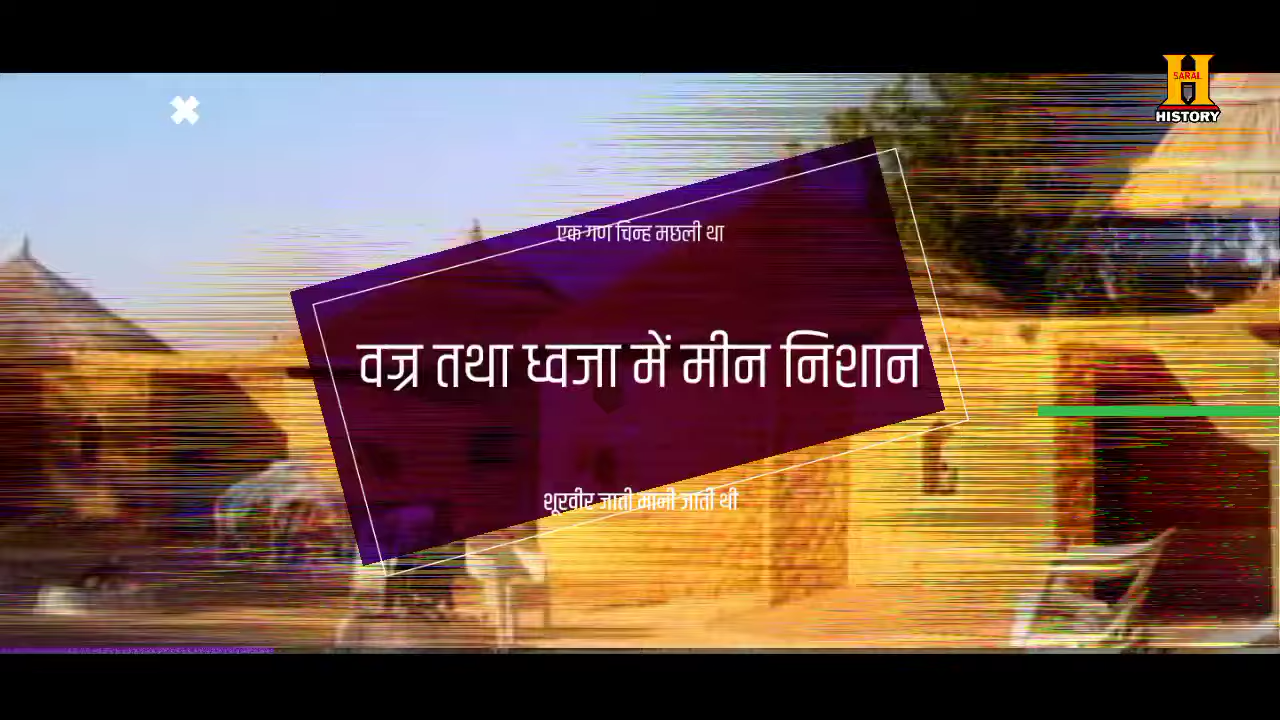 SARAL
HISTORY
एक गण चिन्ह मछली था
वज्र तथा ध्वजा में मीन निशान
शूरवीर जाती मानी जाती थी